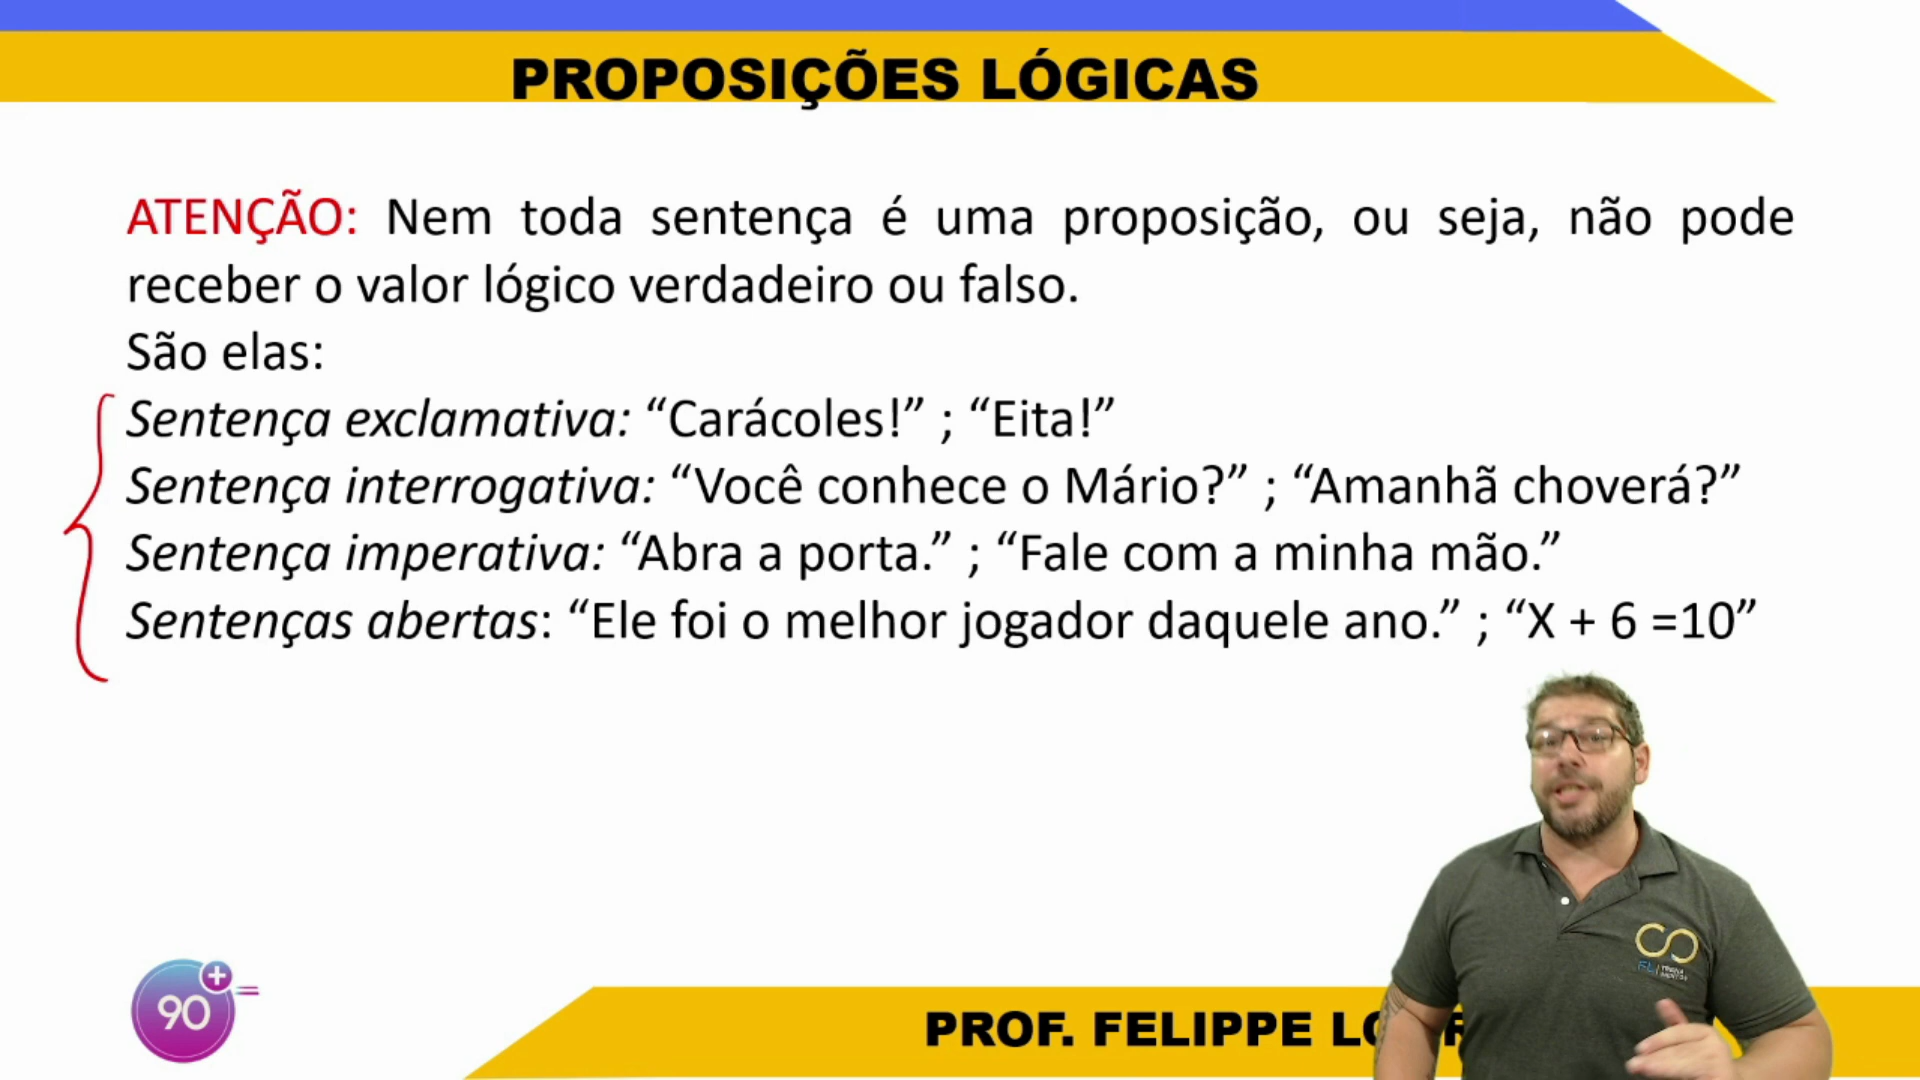 PROPOSIÇÕES LÓGICAS
ATENÇÃO: Nem toda sentença é uma proposição, ou seja, não pode
receber o valor lógico verdadeiro ou falso.
São elas:
Sentença exclamativa: “Carácoles!” ; “Eita!”
Sentença interrogativa: “Você conhece o Mário?” ; “Amanhã choverá?”
Sentença imperativa: “Abra a porta.” ; “Fale com a minha mão.”
Sentenças abertas: “Ele foi o melhor jogador daquele ano.” ; “X + 6 =10”
90+
PROF. FELIPPE